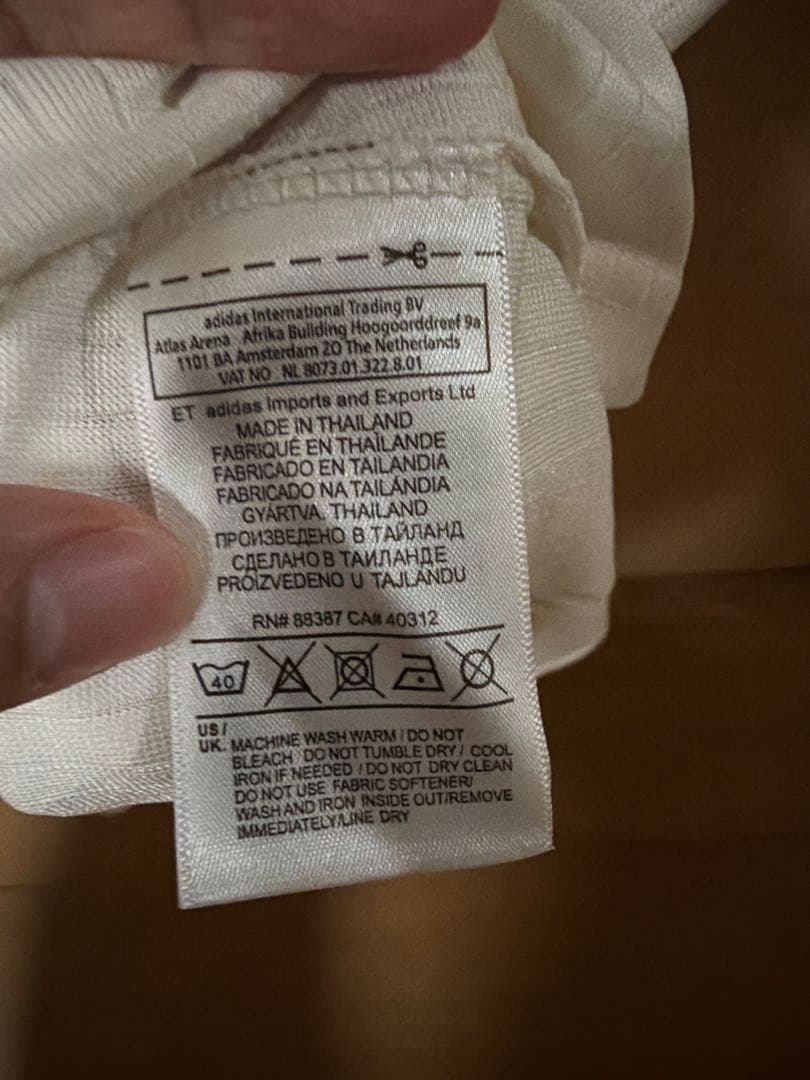 adidas International Trading BV
Atlas Arena Afrika Building Hoogoorddreef 9a
1101 BA Amsterdam ZO The Netherlands
VAT NO NL 8073.01.322.8.01
ET adidas Imports and Exports Ltd
MADE IN THAILAND
FABRIQUÉ EN THAÏLANDE
FABRICADO EN TAILANDIA
FABRICADO NA TAILÂNDIA
GYÁRTVA. THAILAND
ПРОИЗВЕДЕНО В ТАЙЛАНД
СДЕЛАНО В ТАИЛАНДЕ
PROIZVEDENO U TAJLANDU
RN# 88387 CA# 40312
40
US/
UK: MACHINE WASH WARM / DO NOT
BLEACH DO NOT TUMBLE DRY / COOL
IRON IF NEEDED / DO NOT DRY CLEAN
DO NOT USE FABRIC SOFTENER/
WASH AND IRON INSIDE OUT/REMOVE
IMMEDIATELY/LINE DRY